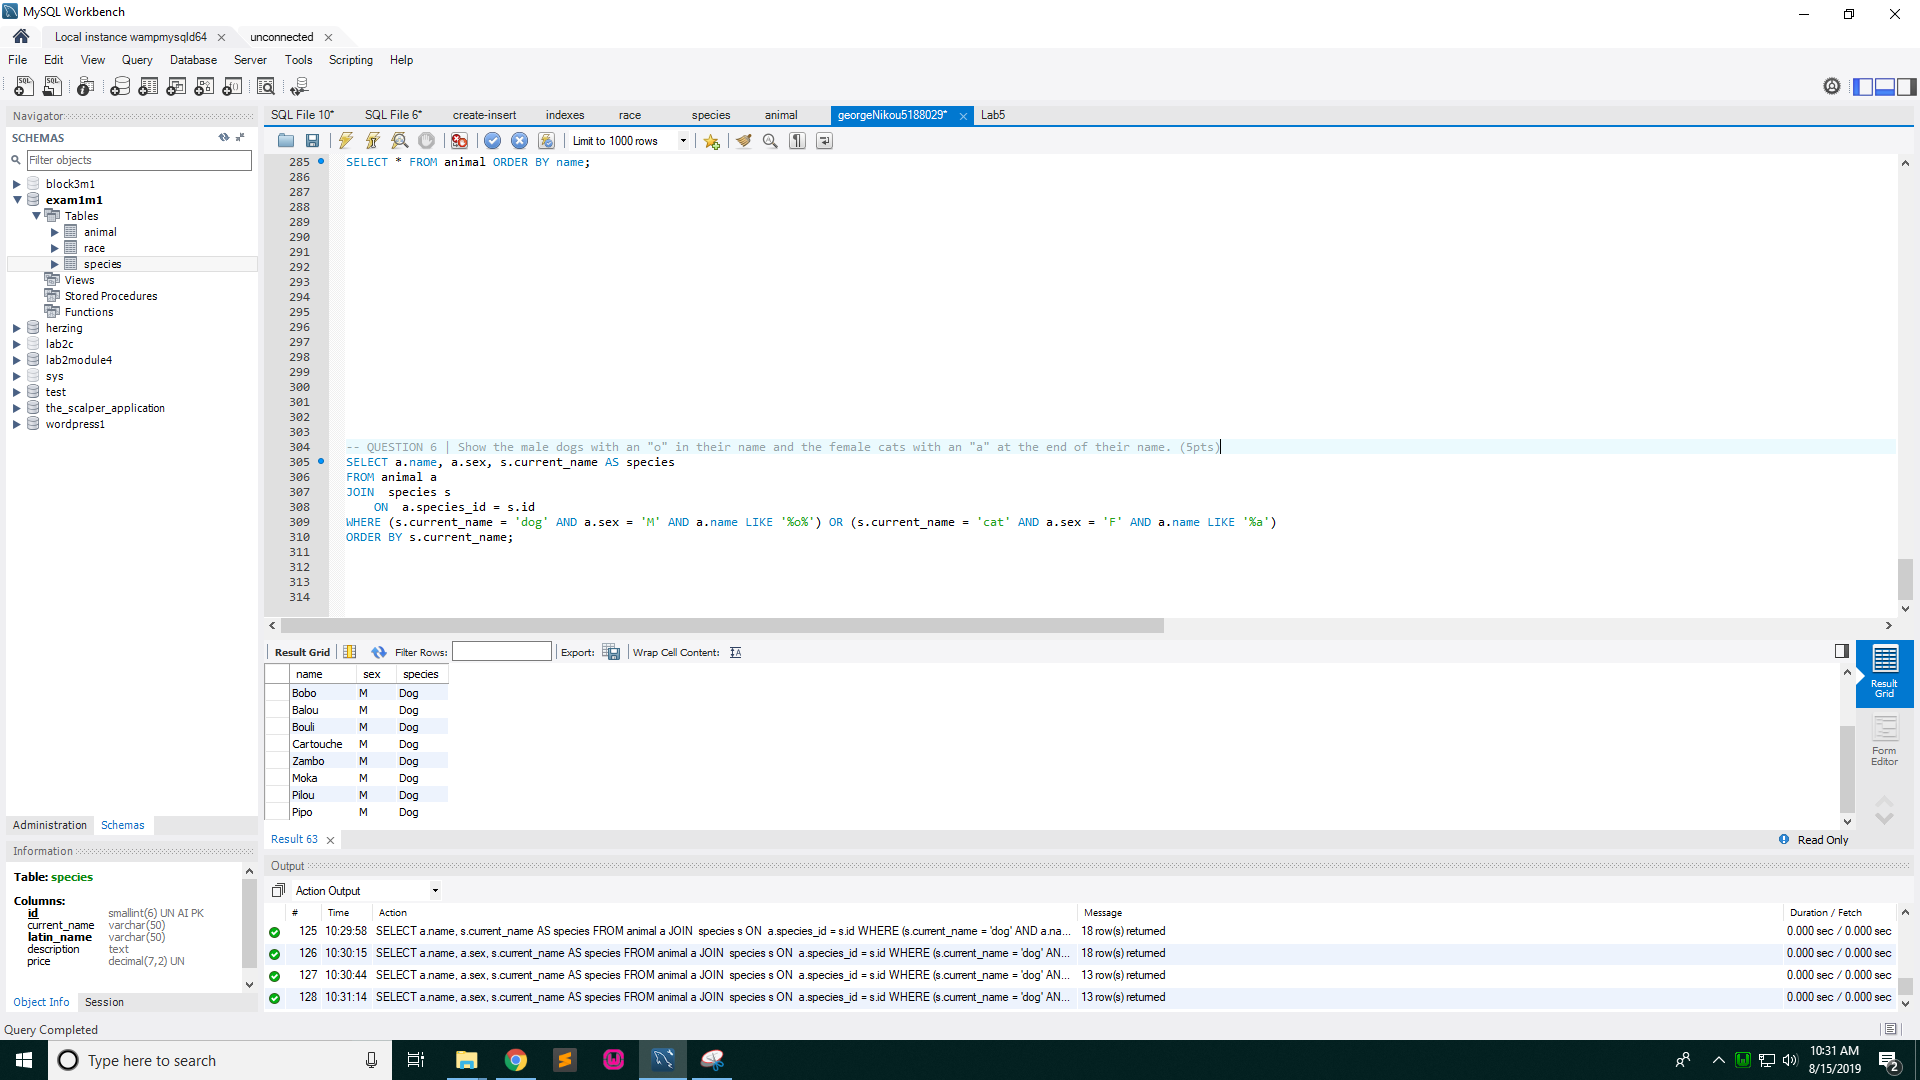 MySQL Workbench
Local instance wampmysqld64
unconnected
File Edit View Query Database Server Tools Scripting Help
Navigator
SCHEMAS
Filter objects
block3m1
exam1m1
Tables
animal
race
species
Views
Stored Procedures
Functions
herzing
lab2c
lab2module4
sys
test
the_scalper_application
wordpress1
Administration Schemas
Information
Table: species
Columns:
id smallint(6) UN AI PK
current_name varchar(50)
latin_name varchar(50)
description text
price decimal(7,2) UN
Object Info Session
SQL File 10* SQL File 6* create-insert indexes race species animal georgeNikou5188029* Lab5
Limit to 1000 rows
285 SELECT * FROM animal ORDER BY name;
286
287
288
289
290
291
292
293
294
295
296
297
298
299
300
301
302
303
304 -- QUESTION 6 | Show the male dogs with an "o" in their name and the female cats with an "a" at the end of their name. (5pts)
305 SELECT a.name, a.sex, s.current_name AS species
306 FROM animal a
307 JOIN  species s
308 ON  a.species_id = s.id
309 WHERE (s.current_name = 'dog' AND a.sex = 'M' AND a.name LIKE '%o%') OR (s.current_name = 'cat' AND a.sex = 'F' AND a.name LIKE '%a')
310 ORDER BY s.current_name;
311
312
313
314
Result Grid Filter Rows: Export: Wrap Cell Content:
name sex species
Bobo M Dog
Balou M Dog
Bouli M Dog
Cartouche M Dog
Zambo M Dog
Moka M Dog
Pilou M Dog
Pipo M Dog
Result Grid
Form Editor
Result 63
Read Only
Output
Action Output
# Time Action Message Duration / Fetch
125 10:29:58 SELECT a.name, s.current_name AS species FROM animal a JOIN  species s ON  a.species_id = s.id WHERE (s.current_name = 'dog' AND a.na... 18 row(s) returned 0.000 sec / 0.000 sec
126 10:30:15 SELECT a.name, a.sex, s.current_name AS species FROM animal a JOIN  species s ON  a.species_id = s.id WHERE (s.current_name = 'dog' AN... 18 row(s) returned 0.000 sec / 0.000 sec
127 10:30:44 SELECT a.name, a.sex, s.current_name AS species FROM animal a JOIN  species s ON  a.species_id = s.id WHERE (s.current_name = 'dog' AN... 13 row(s) returned 0.000 sec / 0.000 sec
128 10:31:14 SELECT a.name, a.sex, s.current_name AS species FROM animal a JOIN  species s ON  a.species_id = s.id WHERE (s.current_name = 'dog' AN... 13 row(s) returned 0.000 sec / 0.000 sec
Query Completed
Type here to search
10:31 AM
8/15/2019
2